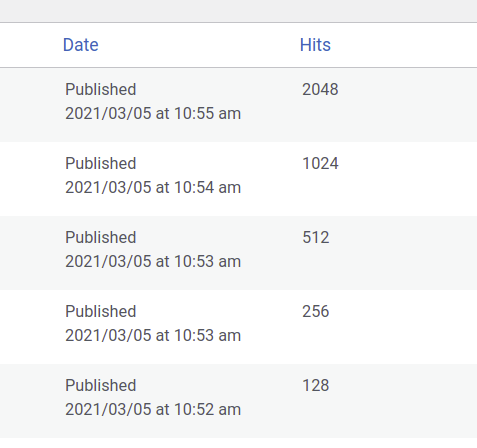 Date Hits
Published 2048
2021/03/05 at 10:55 am
Published 1024
2021/03/05 at 10:54 am
Published 512
2021/03/05 at 10:53 am
Published 256
2021/03/05 at 10:53 am
Published 128
2021/03/05 at 10:52 am